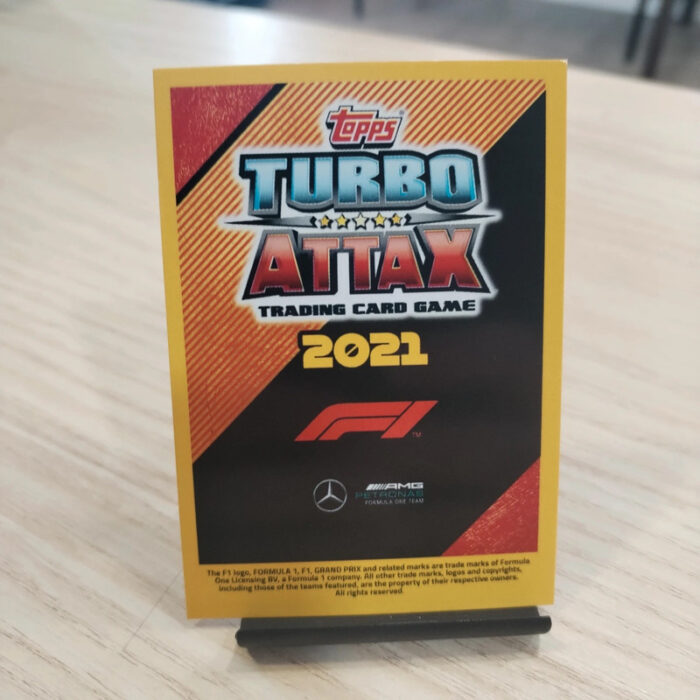 topps
TURBO
ATTAX
TRADING CARD GAME
2021
F1
AMG
PETRONAS
FORMULA ONE TEAM
The F1 logo, FORMULA 1, F1, GRAND PRIX and related marks are trade marks of Formula
One Licensing BV, a Formula 1 company. All other trade marks, logos and copyrights,
including those of the teams featured, are the property of their respective owners.
All rights reserved.